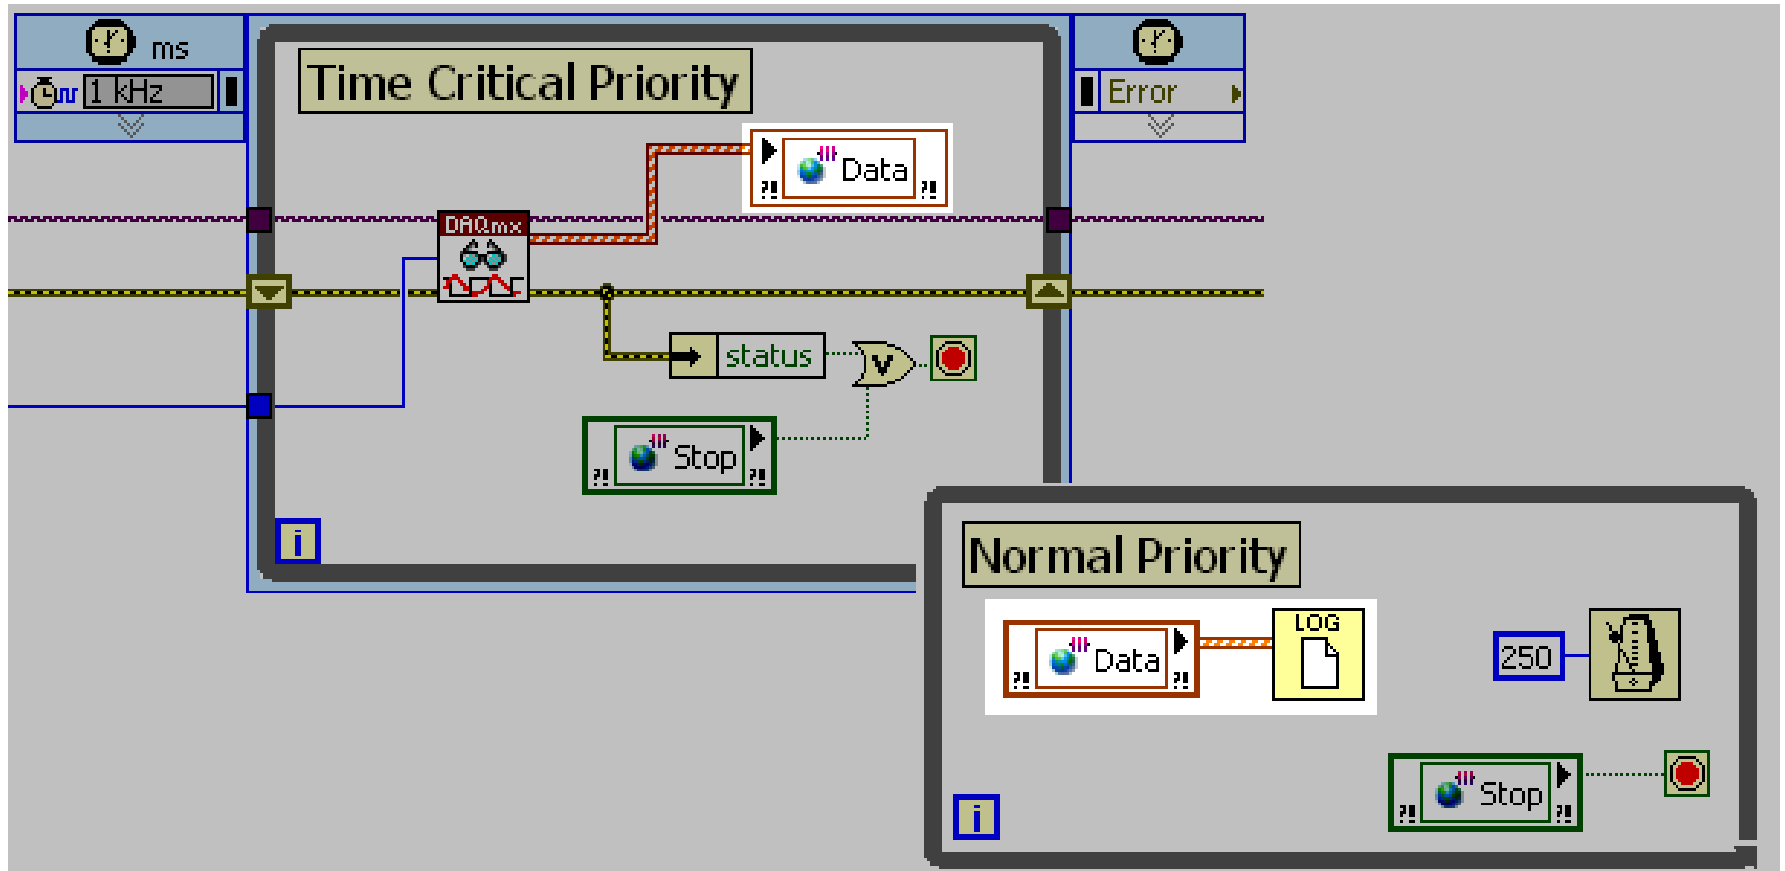 ms
1 kHz
Time Critical Priority
Error
?!
Data
?!
DAQmx
status
v
?!
Stop
?!
i
Normal Priority
LOG
?!
Data
?!
250
?!
Stop
?!
i